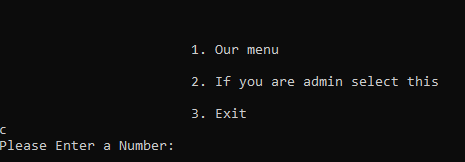 1. Our menu
2. If you are admin select this
3. Exit
c
Please Enter a Number: